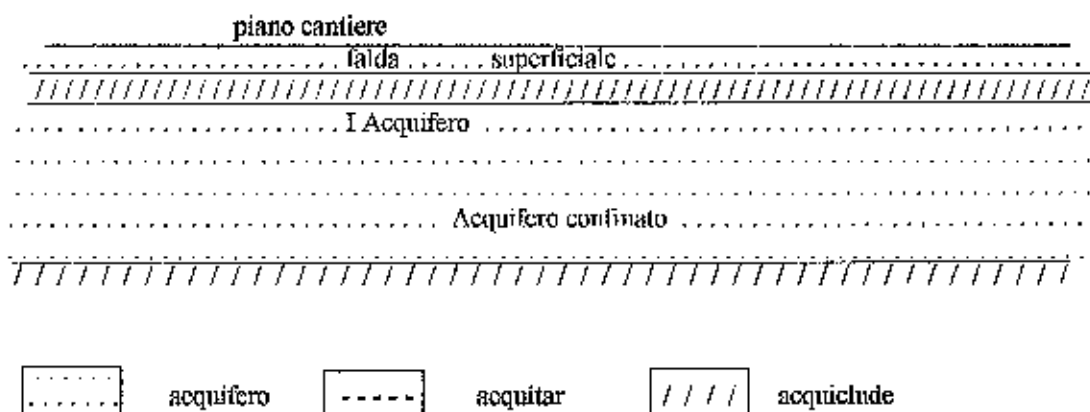 piano cantiere
falda superficiale
I Acquifero
Acquifero confinato
acquifero acquitar acquiclude